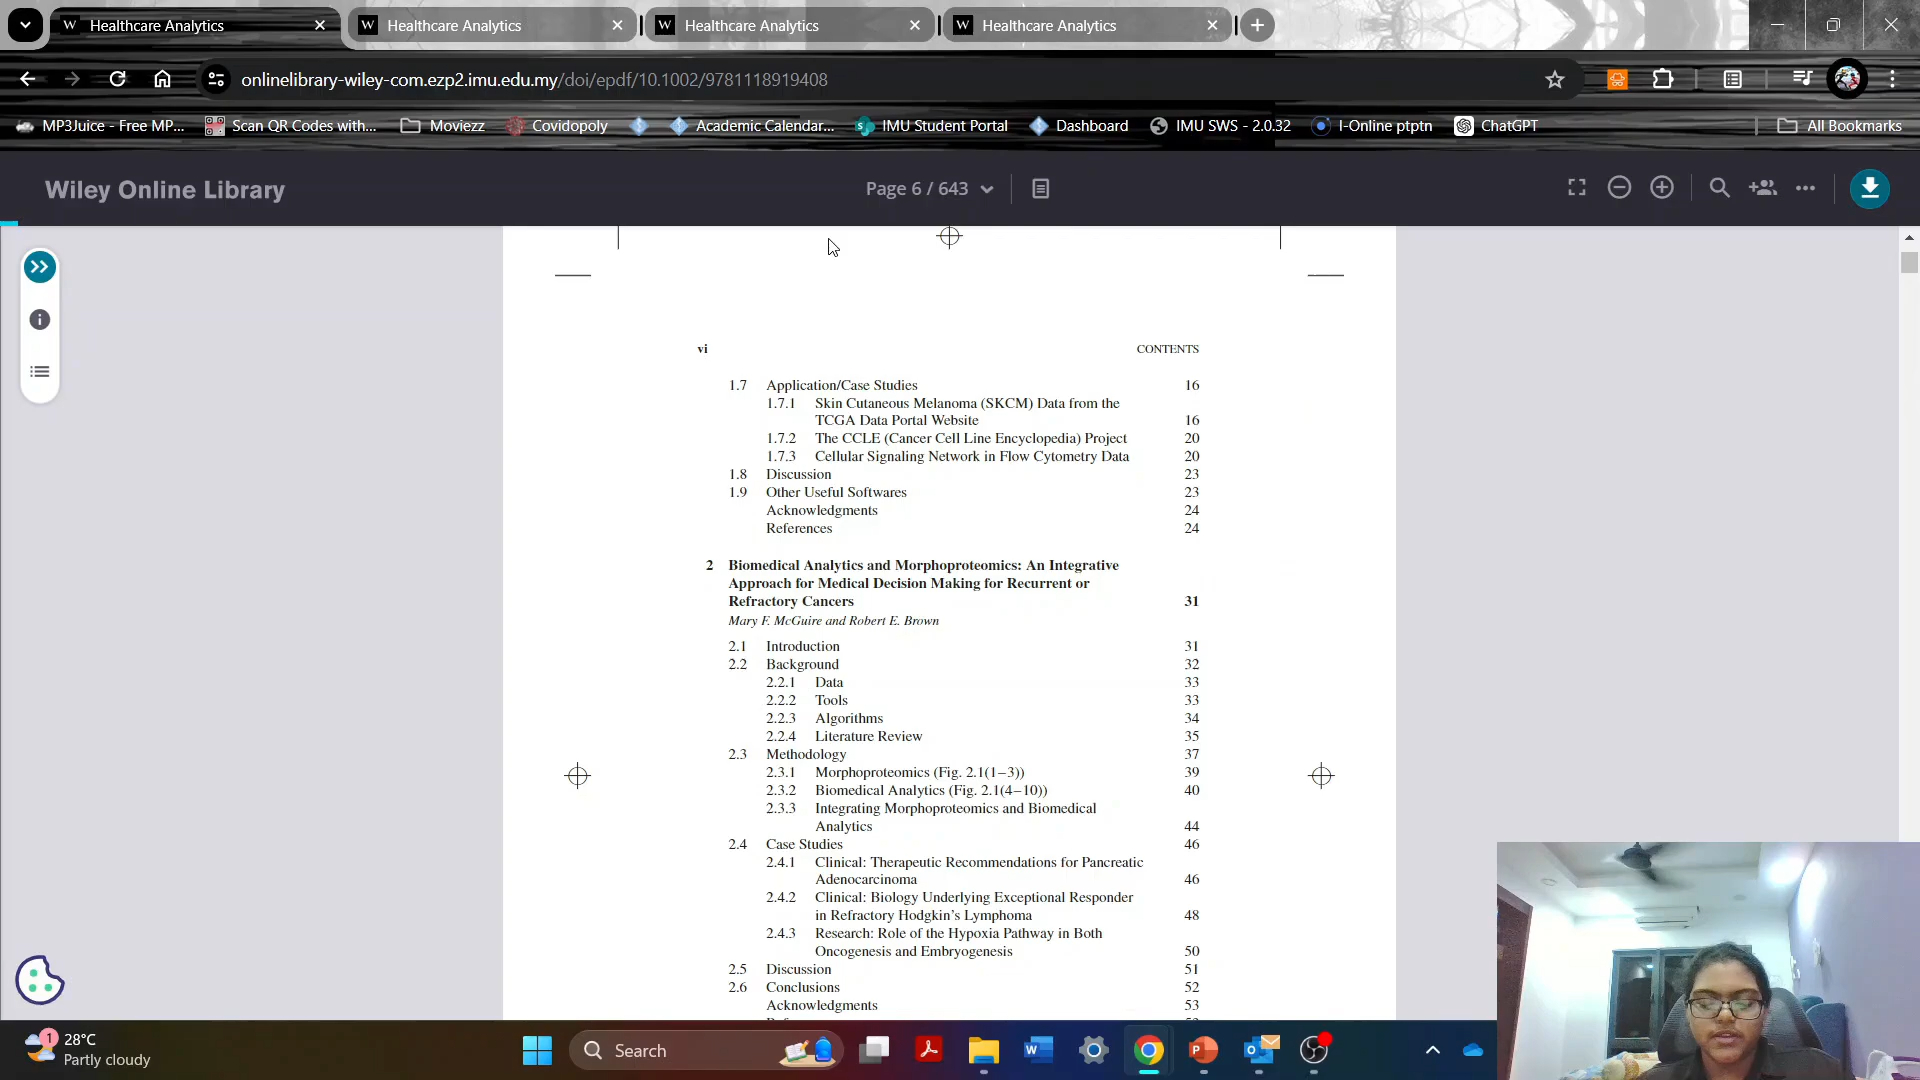 Healthcare Analytics
Healthcare Analytics
Healthcare Analytics
Healthcare Analytics
onlinelibrary-wiley-com.ezp2.imu.edu.my/doi/epdf/10.1002/9781118919408
MP3Juice - Free MP... Scan QR Codes with... Moviezz Covidopoly Academic Calendar... IMU Student Portal Dashboard IMU SWS - 2.0.32 I-Online ptptn ChatGPT All Bookmarks
Wiley Online Library
Page 6 / 643
vi CONTENTS
1.7 Application/Case Studies 16
1.7.1 Skin Cutaneous Melanoma (SKCM) Data from the
TCGA Data Portal Website 16
1.7.2 The CCLE (Cancer Cell Line Encyclopedia) Project 20
1.7.3 Cellular Signaling Network in Flow Cytometry Data 20
1.8 Discussion 23
1.9 Other Useful Softwares 23
Acknowledgments 24
References 24
2 Biomedical Analytics and Morphoproteomics: An Integrative
Approach for Medical Decision Making for Recurrent or
Refractory Cancers 31
Mary F. McGuire and Robert E. Brown
2.1 Introduction 31
2.2 Background 32
2.2.1 Data 33
2.2.2 Tools 33
2.2.3 Algorithms 34
2.2.4 Literature Review 35
2.3 Methodology 37
2.3.1 Morphoproteomics (Fig. 2.1(1–3)) 39
2.3.2 Biomedical Analytics (Fig. 2.1(4–10)) 40
2.3.3 Integrating Morphoproteomics and Biomedical
Analytics 44
2.4 Case Studies 46
2.4.1 Clinical: Therapeutic Recommendations for Pancreatic
Adenocarcinoma 46
2.4.2 Clinical: Biology Underlying Exceptional Responder
in Refractory Hodgkin's Lymphoma 48
2.4.3 Research: Role of the Hypoxia Pathway in Both
Oncogenesis and Embryogenesis 50
2.5 Discussion 51
2.6 Conclusions 52
Acknowledgments 53
1
28°C
Partly cloudy
Search